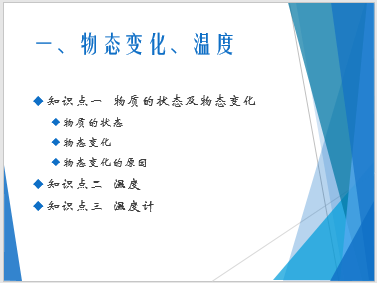 一、物态变化、温度
知识点一 物质的状态及物态变化
物质的状态
物态变化
物态变化的原因
知识点二 温度
知识点三 温度计